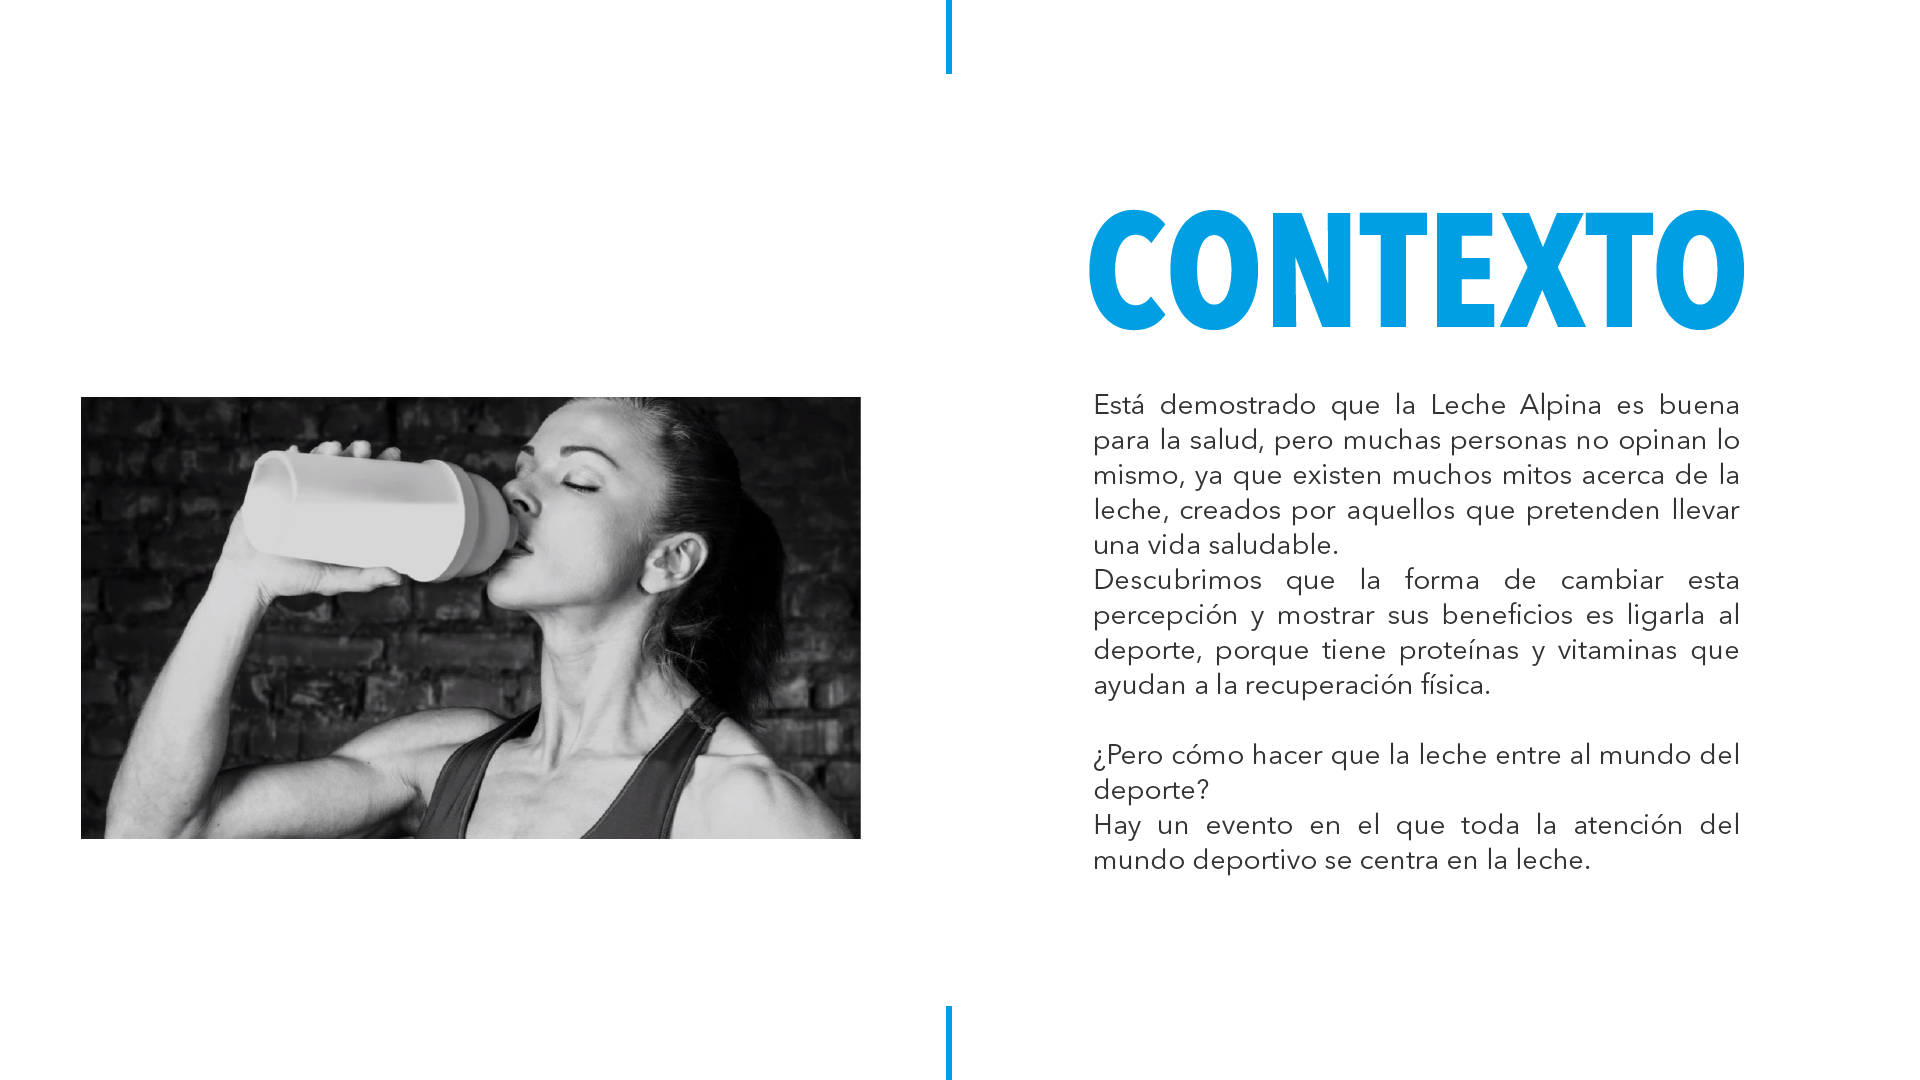 CONTEXTO
Está demostrado que la Leche Alpina es buena
para la salud, pero muchas personas no opinan lo
mismo, ya que existen muchos mitos acerca de la
leche, creados por aquellos que pretenden llevar
una vida saludable.
Descubrimos que la forma de cambiar esta
percepción y mostrar sus beneficios es ligarla al
deporte, porque tiene proteínas y vitaminas que
ayudan a la recuperación física.
¿Pero cómo hacer que la leche entre al mundo del
deporte?
Hay un evento en el que toda la atención del
mundo deportivo se centra en la leche.